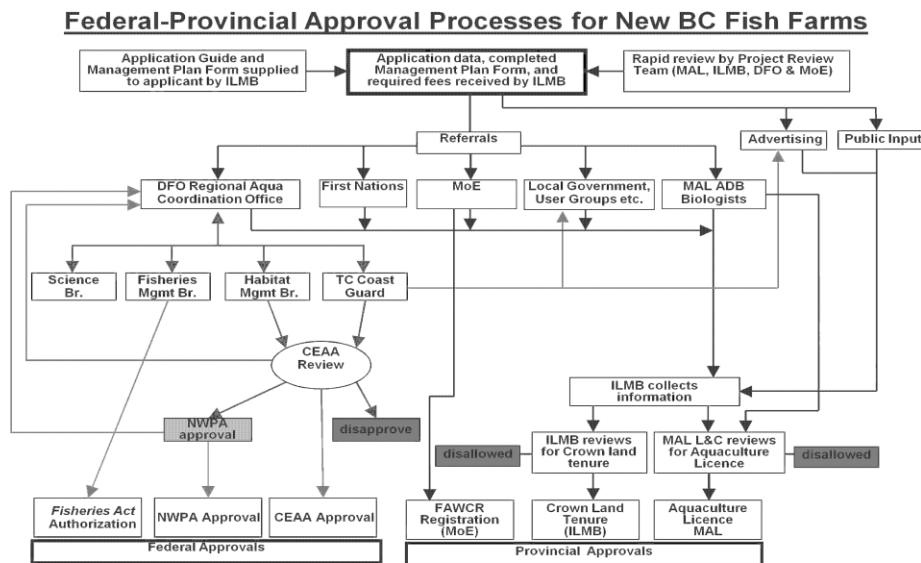 Federal-Provincial Approval Processes for New BC Fish Farms
Application Guide and
Management Plan Form supplied
to applicant by ILMB
Application data, completed
Management Plan Form, and
required fees received by ILMB
Rapid review by Project Review
Team (MAL, ILMB, DFO & MoE)
Referrals
Advertising
Public Input
DFO Regional Aqua
Coordination Office
First Nations
MoE
Local Government,
User Groups etc.
MAL ADB
Biologists
Science
Br.
Fisheries
Mgmt Br.
Habitat
Mgmt Br.
TC Coast
Guard
CEAA
Review
ILMB collects
information
NWPA
approval
disapprove
disallowed
ILMB reviews
for Crown land
tenure
MAL L&C reviews
for Aquaculture
Licence
disallowed
Fisheries Act
Authorization
NWPA Approval
CEAA Approval
FAWCR
Registration
(MoE)
Crown Land
Tenure
(ILMB)
Aquaculture
Licence
MAL
Federal Approvals
Provincial Approvals